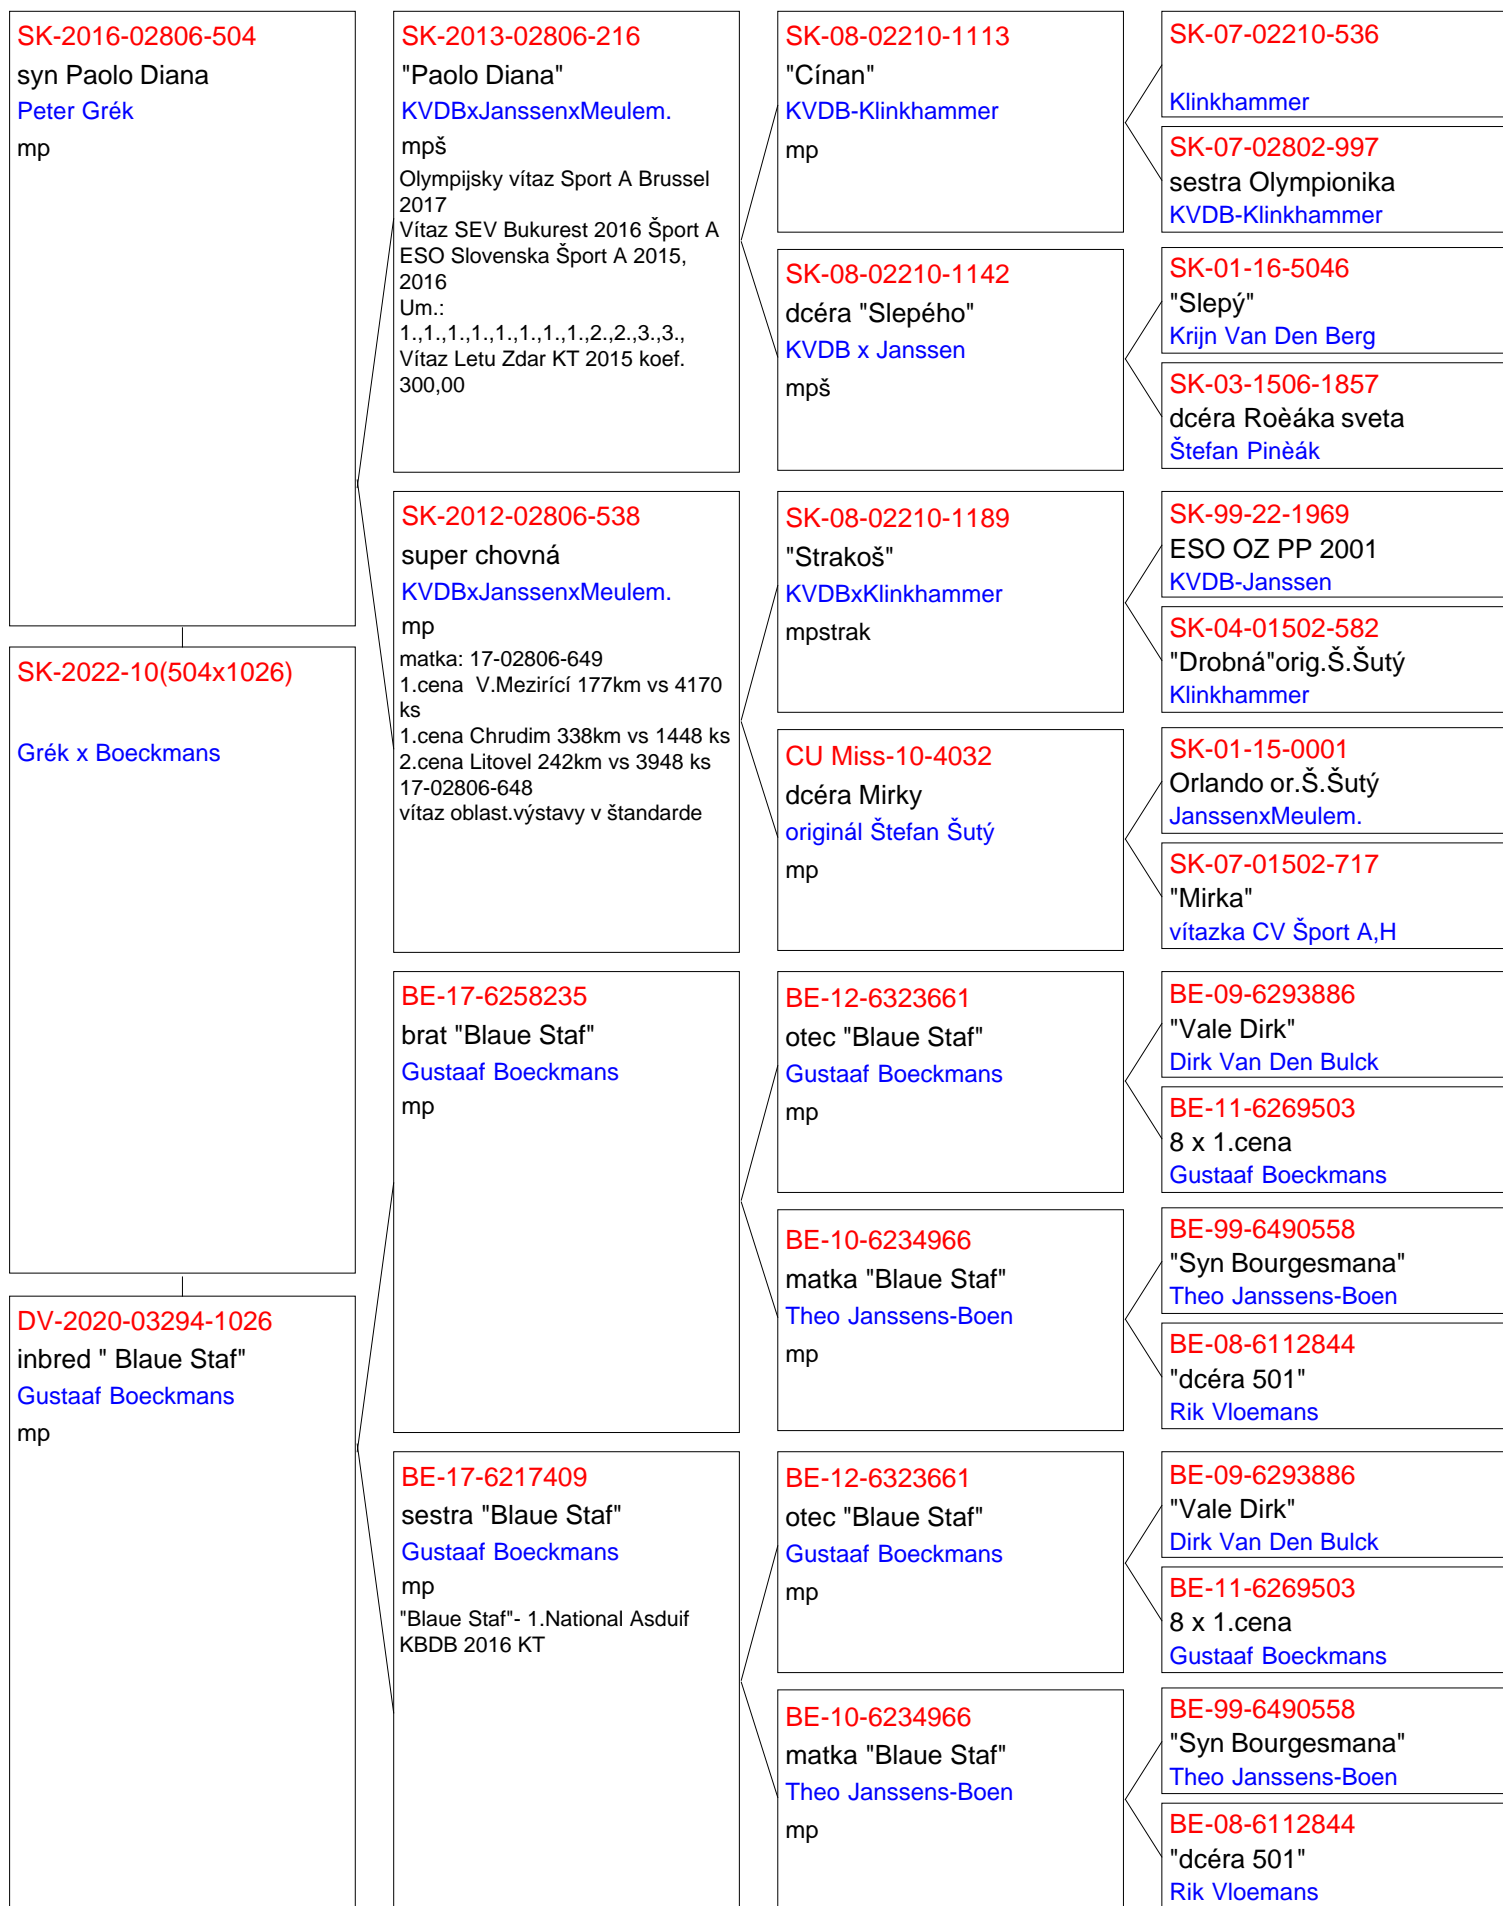 SK-2016-02806-504
syn Paolo Diana
Peter Grék
mp
SK-2022-10(504x1026)
Grék x Boeckmans
DV-2020-03294-1026
inbred " Blaue Staf"
Gustaaf Boeckmans
mp
SK-2013-02806-216
"Paolo Diana"
KVDBxJanssenxMeulem.
mpš
Olympijsky vítaz Sport A Brussel
2017
Vítaz SEV Bukurest 2016 Šport A
ESO Slovenska Šport A 2015,
2016
Um.:
1.,1.,1.,1.,1.,1.,1.,1.,2.,2.,3.,3.,
Vítaz Letu Zdar KT 2015 koef.
300,00
SK-2012-02806-538
super chovná
KVDBxJanssenxMeulem.
mp
matka: 17-02806-649
1.cena  V.Mezirící 177km vs 4170
ks
1.cena Chrudim 338km vs 1448 ks
2.cena Litovel 242km vs 3948 ks
17-02806-648
vítaz oblast.výstavy v štandarde
BE-17-6258235
brat "Blaue Staf"
Gustaaf Boeckmans
mp
BE-17-6217409
sestra "Blaue Staf"
Gustaaf Boeckmans
mp
"Blaue Staf"- 1.National Asduif
KBDB 2016 KT
SK-08-02210-1113
"Cínan"
KVDB-Klinkhammer
mp
SK-08-02210-1142
dcéra "Slepého"
KVDB x Janssen
mpš
SK-08-02210-1189
"Strakoš"
KVDBxKlinkhammer
mpstrak
CU Miss-10-4032
dcéra Mirky
originál Štefan Šutý
mp
BE-12-6323661
otec "Blaue Staf"
Gustaaf Boeckmans
mp
BE-10-6234966
matka "Blaue Staf"
Theo Janssens-Boen
mp
BE-12-6323661
otec "Blaue Staf"
Gustaaf Boeckmans
mp
BE-10-6234966
matka "Blaue Staf"
Theo Janssens-Boen
mp
SK-07-02210-536
Klinkhammer
SK-07-02802-997
sestra Olympionika
KVDB-Klinkhammer
SK-01-16-5046
"Slepý"
Krijn Van Den Berg
SK-03-1506-1857
dcéra Roèáka sveta
Štefan Pinèák
SK-99-22-1969
ESO OZ PP 2001
KVDB-Janssen
SK-04-01502-582
"Drobná"orig.Š.Šutý
Klinkhammer
SK-01-15-0001
Orlando or.Š.Šutý
JanssenxMeulem.
SK-07-01502-717
"Mirka"
vítazka CV Šport A,H
BE-09-6293886
"Vale Dirk"
Dirk Van Den Bulck
BE-11-6269503
8 x 1.cena
Gustaaf Boeckmans
BE-99-6490558
"Syn Bourgesmana"
Theo Janssens-Boen
BE-08-6112844
"dcéra 501"
Rik Vloemans
BE-09-6293886
"Vale Dirk"
Dirk Van Den Bulck
BE-11-6269503
8 x 1.cena
Gustaaf Boeckmans
BE-99-6490558
"Syn Bourgesmana"
Theo Janssens-Boen
BE-08-6112844
"dcéra 501"
Rik Vloemans